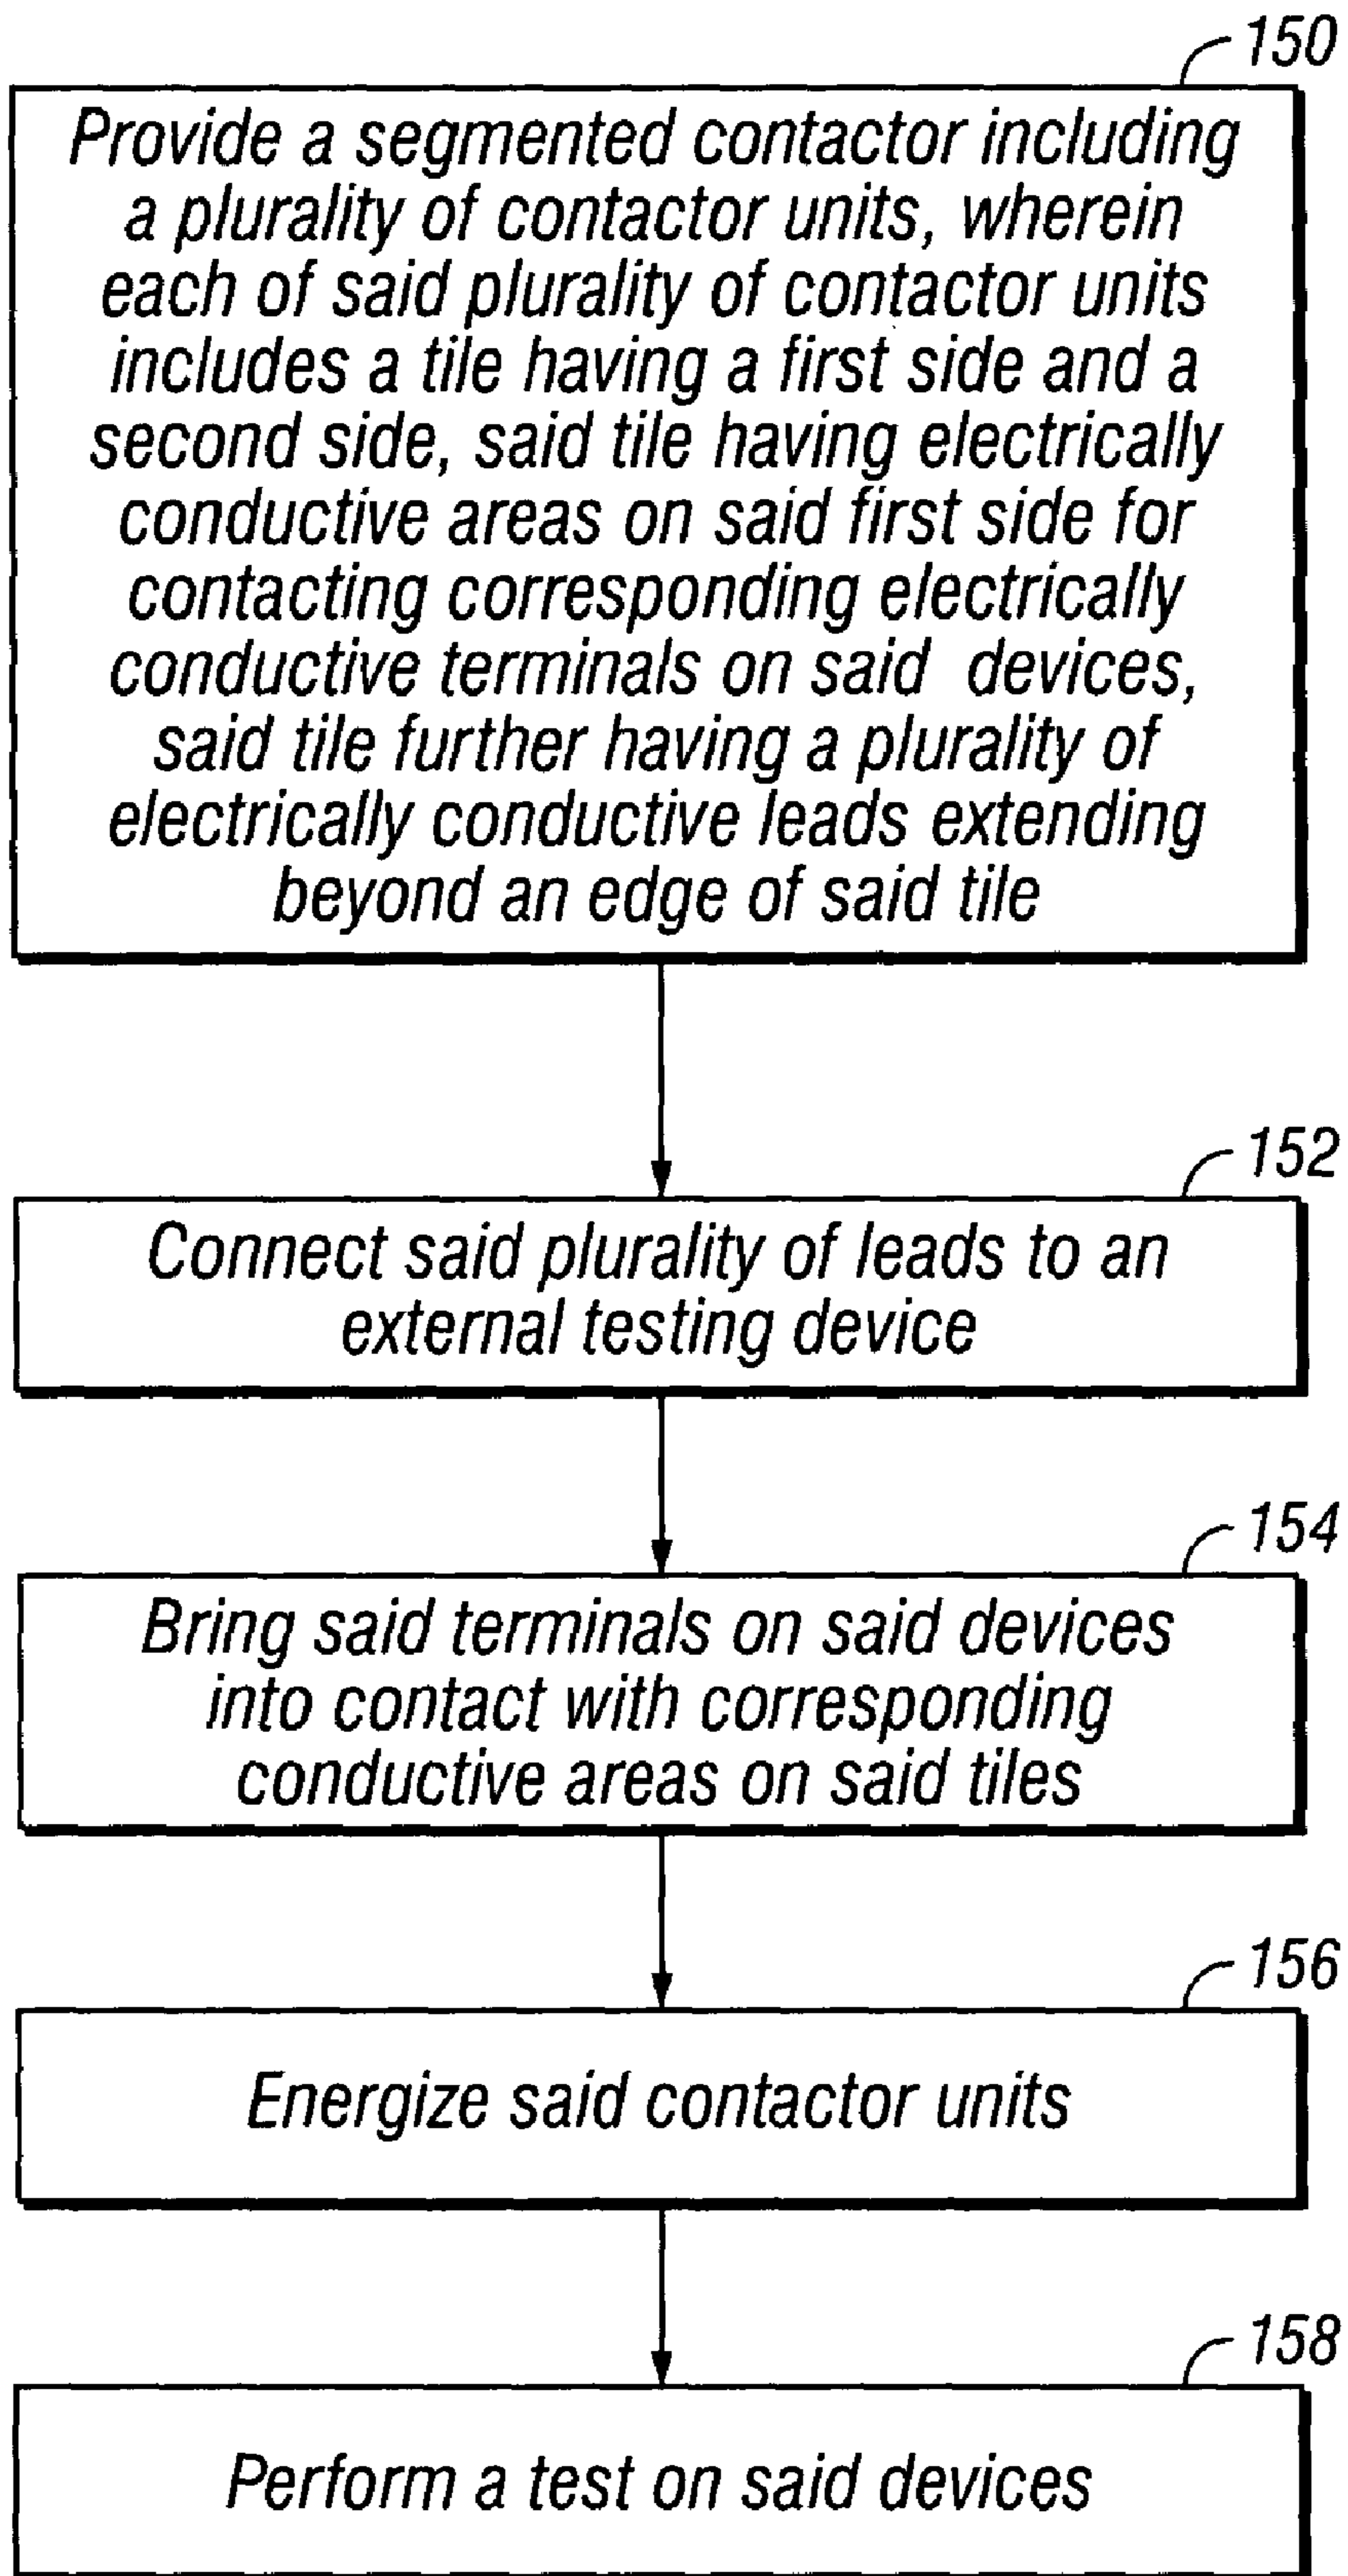 150
Provide a segmented contactor including
a plurality of contactor units, wherein
each of said plurality of contactor units
includes a tile having a first side and a
second side, said tile having electrically
conductive areas on said first side for
contacting corresponding electrically
conductive terminals on said devices,
said tile further having a plurality of
electrically conductive leads extending
beyond an edge of said tile
152
Connect said plurality of leads to an
external testing device
154
Bring said terminals on said devices
into contact with corresponding
conductive areas on said tiles
156
Energize said contactor units
158
Perform a test on said devices